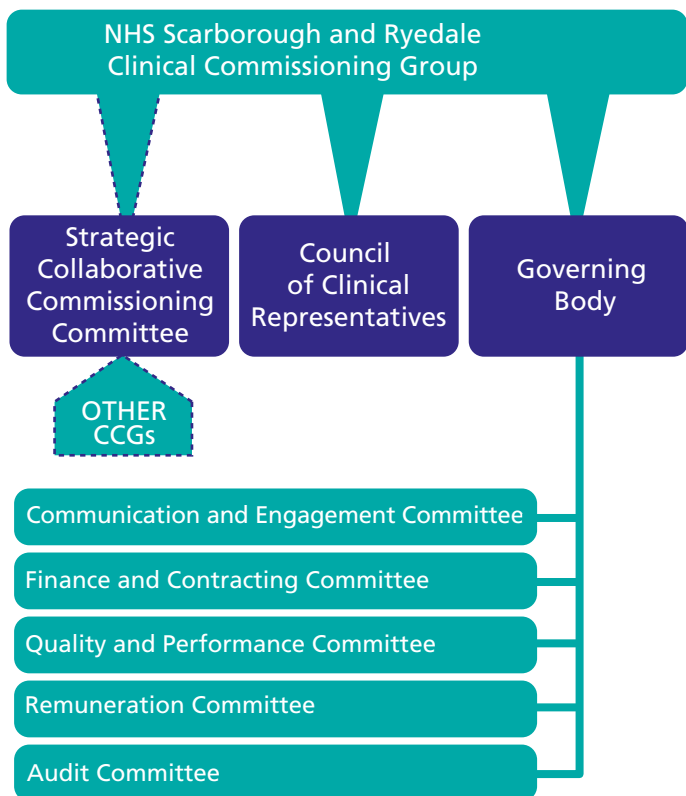 NHS Scarborough and Ryedale
Clinical Commissioning Group
Strategic
Collaborative
Commissioning
Committee
Council
of Clinical
Representatives
Governing
Body
OTHER
CCGs
Communication and Engagement Committee
Finance and Contracting Committee
Quality and Performance Committee
Remuneration Committee
Audit Committee